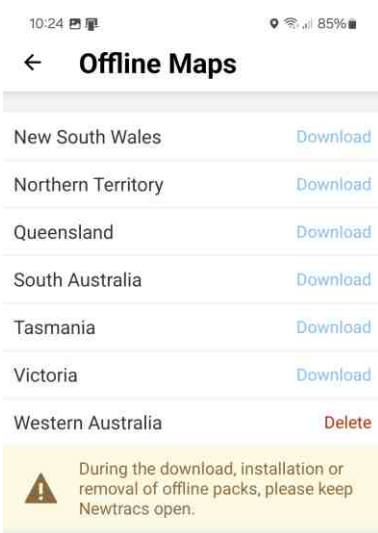 10:24 85%
Offline Maps
New South Wales Download
Northern Territory Download
Queensland Download
South Australia Download
Tasmania Download
Victoria Download
Western Australia Delete
During the download, installation or
removal of offline packs, please keep
Newtracs open.